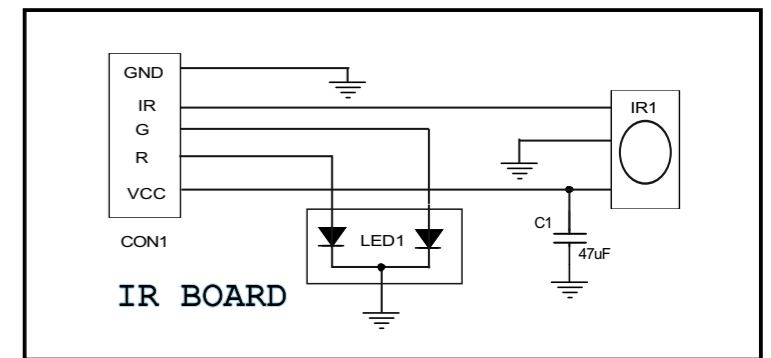 GND
IR
G
R
VCC
CON1
IR BOARD
LED1
C1
47uF
IR1